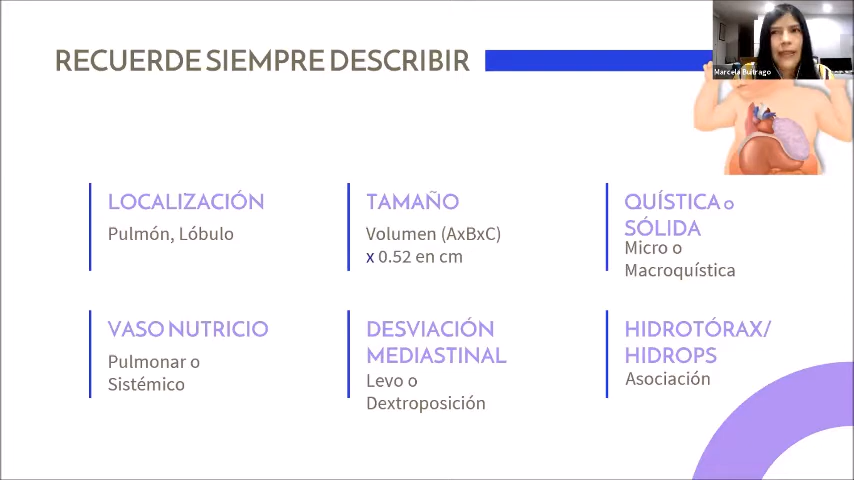 RECUERDE SIEMPRE DESCRIBIR
Marcela Buitrago
LOCALIZACIÓN
Pulmón, Lóbulo
TAMAÑO
Volumen (AxBxC)
x 0.52 en cm
QUÍSTICA o
SÓLIDA
Micro o
Macroquística
VASO NUTRICIO
Pulmonar o
Sistémico
DESVIACIÓN
MEDIASTINAL
Levo o
Dextroposición
HIDROTÓRAX/
HIDROPS
Asociación